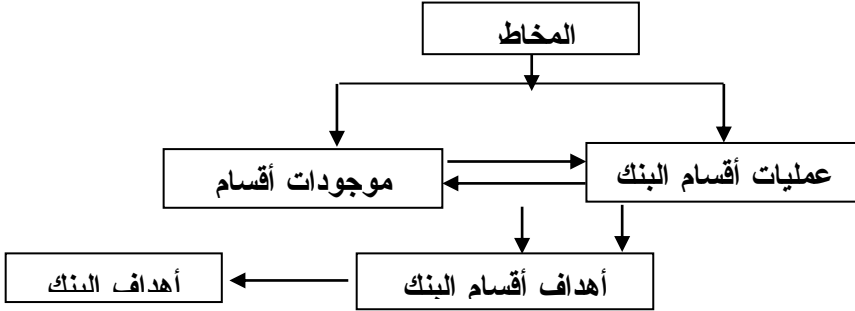 المخاط
عمليات أقسام البنك
موجودات أقسام
أهداف أقسام البنك
أهداف البنك